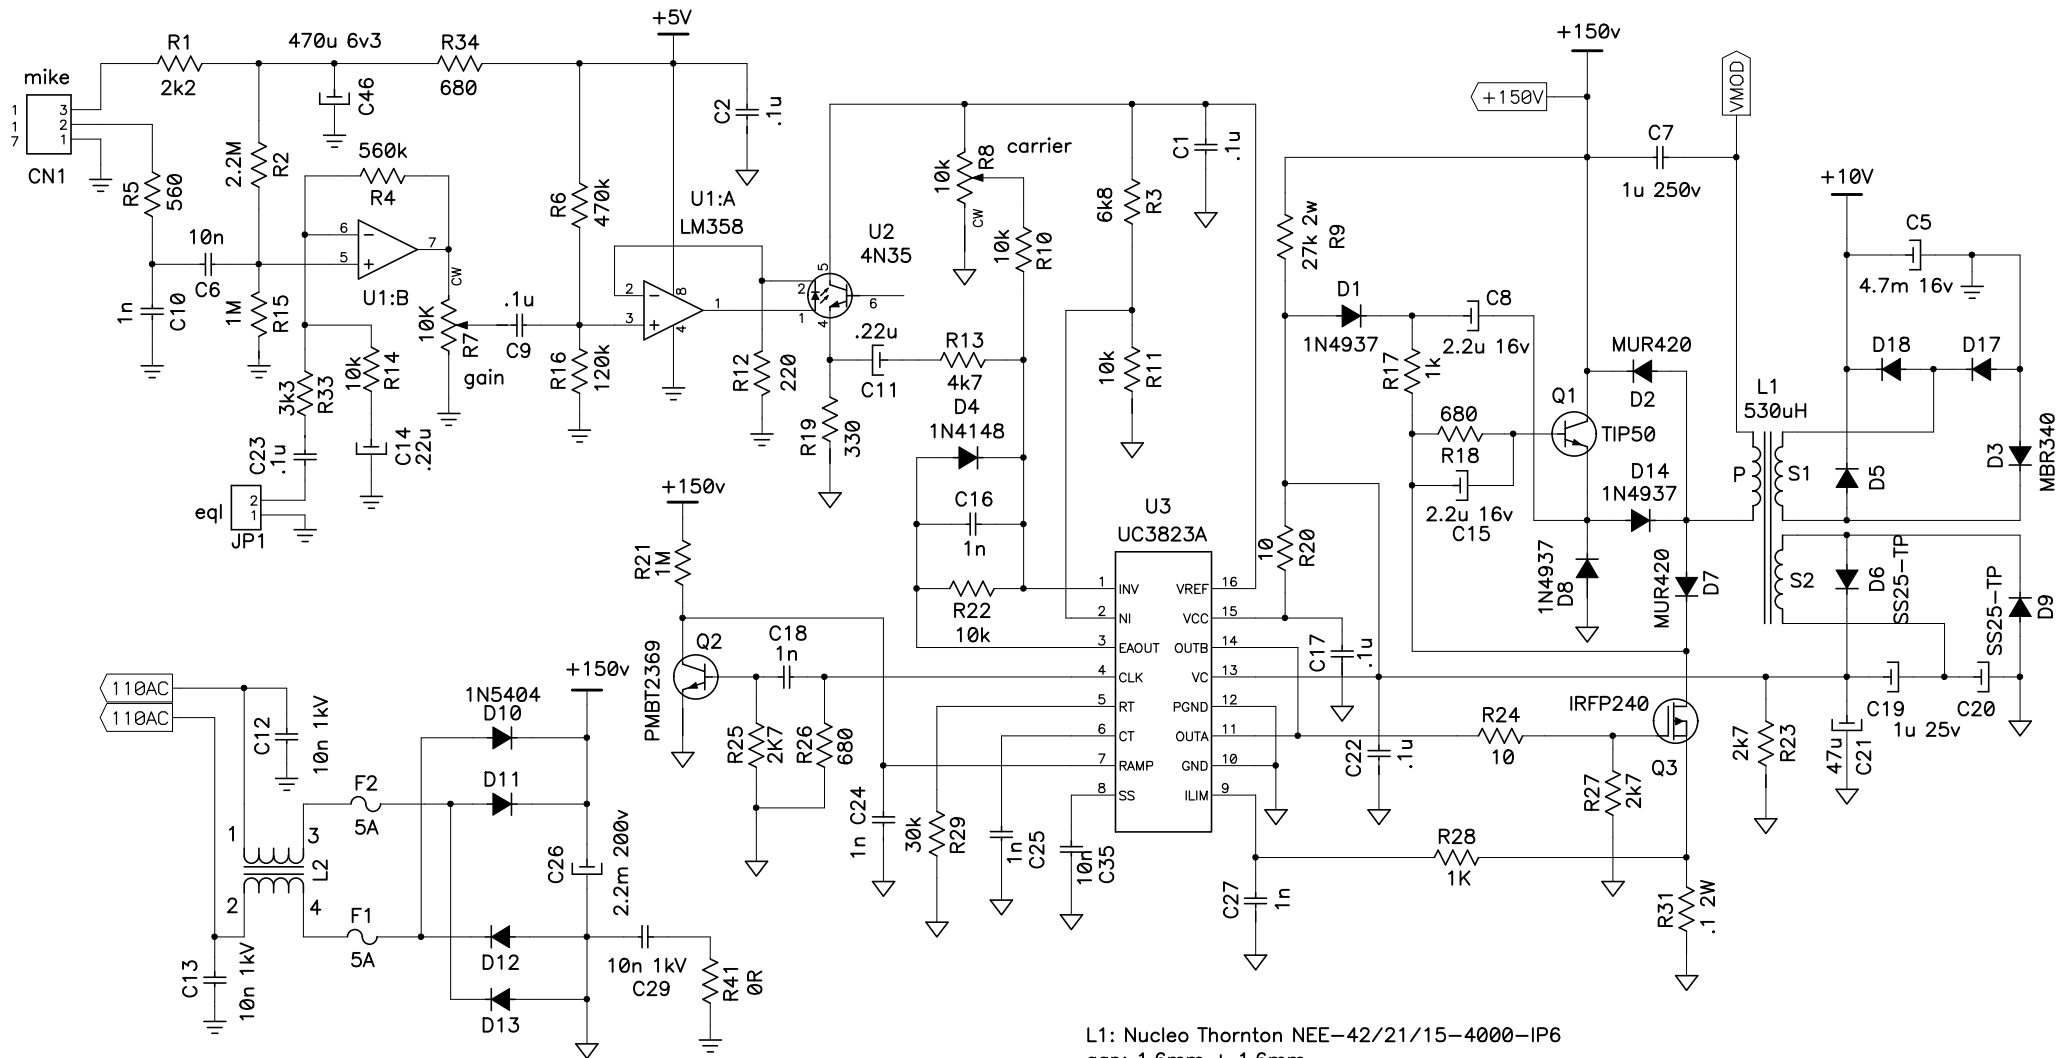 mike
1
1
7
3
2
1
CN1
R1
2k2
470u 6v3
C46
R34
680
+5V
C2
.1u
2.2M
R2
560k
R4
R5
560
10n
C6
1n
C10
1M
R15
6
5
7
U1:B
CW
10K
R7
gain
3k3
R33
10k
R14
C23
.1u
C14
.22u
eql
2
1
JP1
.1u
C9
R6
470k
R16
120k
U1:A
LM358
2
3
8
4
1
R12
220
U2
4N35
5
2
1
4
6
.22u
C11
R13
4k7
R19
330
D4
1N4148
C16
1n
R22
10k
10k
R8
CW
carrier
10k
R10
6k8
R3
10k
R11
C1
.1u
+150v
+150V
VMOD
C7
1u 250v
27k 2w
R9
D1
1N4937
C8
2.2u 16v
R17
1k
680
R18
2.2u 16v
C15
Q1
TIP50
MUR420
D2
D14
1N4937
1N4937
D8
MUR420
D7
10
R20
L1
530uH
P
S1
S2
+10V
C5
4.7m 16v
D18
D17
D5
D3
MBR340
D6
SS25-TP
SS25-TP
D9
C19
C20
1u 25v
47u
C21
2k7
R23
+150v
R21
1M
Q2
PMBT2369
C18
1n
R25
2K7
R26
680
1n C24
30k
R29
1n
C25
10n
C35
U3
UC3823A
1 INV VREF 16
2 NI VCC 15
3 EAOUT OUTB 14
4 CLK VC 13
5 RT PGND 12
6 CT OUTA 11
7 RAMP GND 10
8 SS ILIM 9
C17
.1u
C22
.1u
R24
10
IRFP240
Q3
R27
2k7
R28
1K
C27
1n
R31
.1 2W
110AC
110AC
C12
10n 1kV
1
3
2
4
L2
C13
10n 1kV
F2
5A
F1
5A
1N5404
D10
D11
D12
D13
+150v
C26
2.2m 200v
10n 1kV
C29
R41
0R
L1: Nucleo Thornton NEE-42/21/15-4000-IP6
gap: 1.6mm + 1.6mm